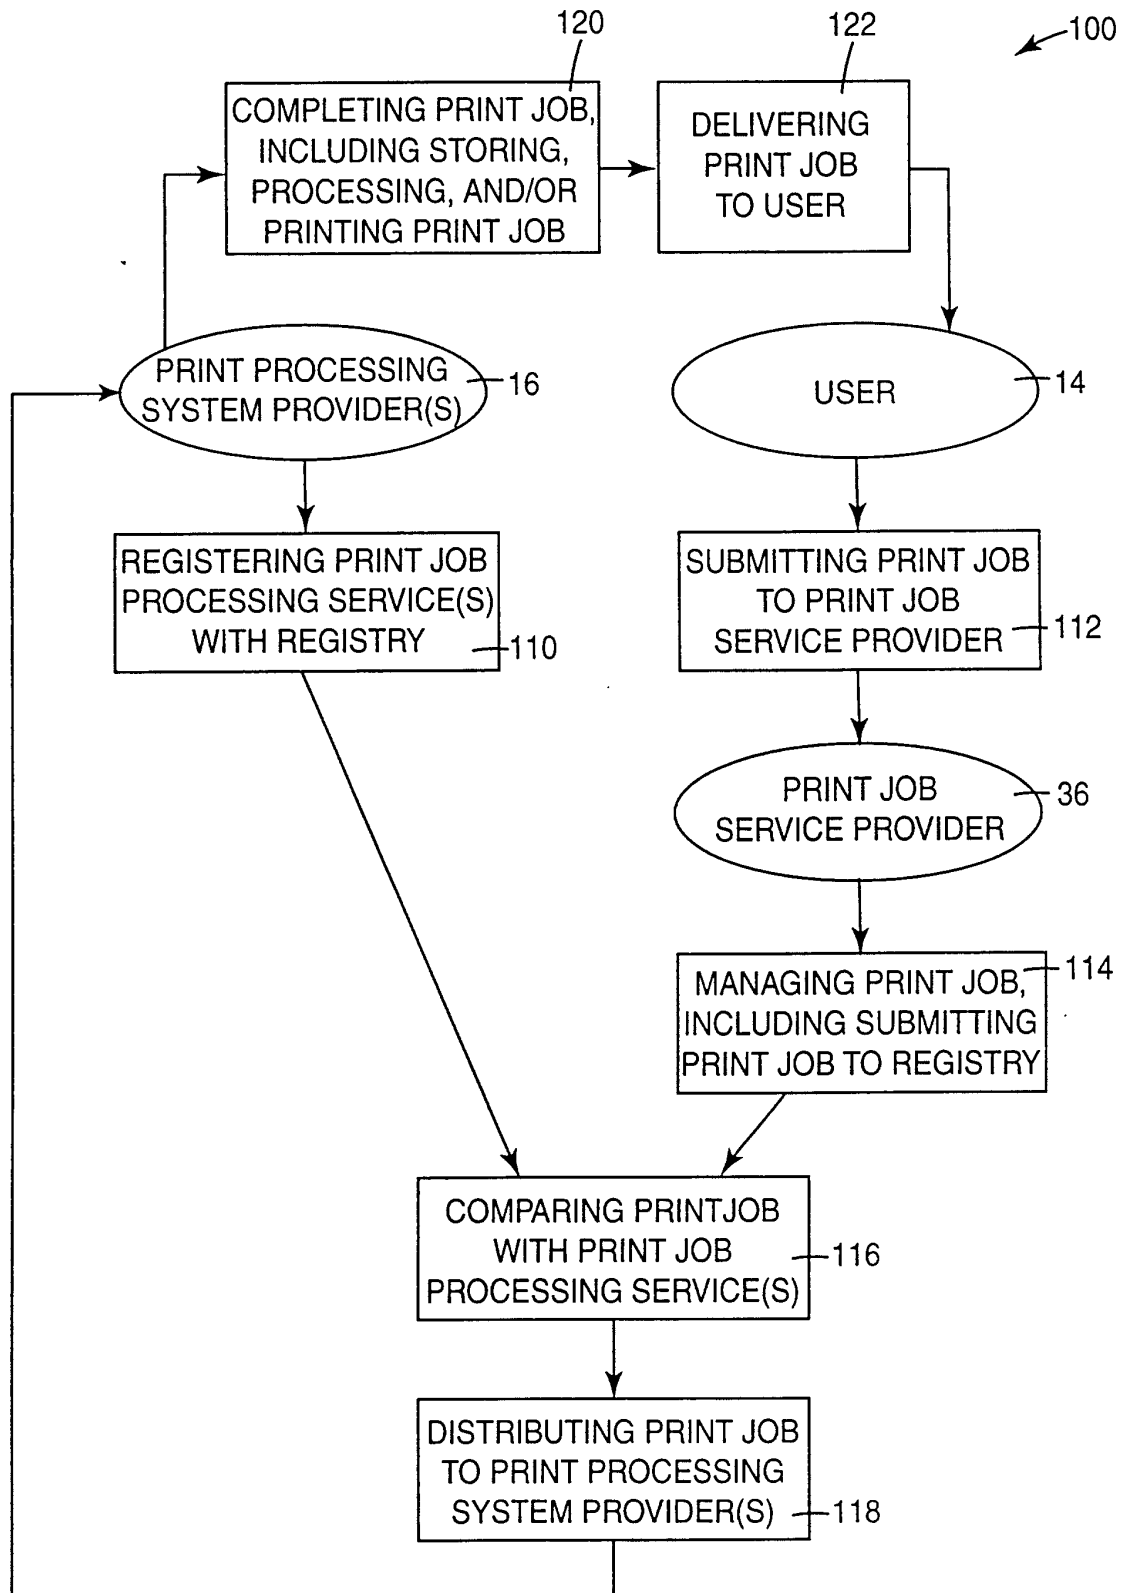 120
122
100
COMPLETING PRINT JOB,
INCLUDING STORING,
PROCESSING, AND/OR
PRINTING PRINT JOB
DELIVERING
PRINT JOB
TO USER
PRINT PROCESSING
SYSTEM PROVIDER(S)
16
USER
14
REGISTERING PRINT JOB
PROCESSING SERVICE(S)
WITH REGISTRY
110
SUBMITTING PRINT JOB
TO PRINT JOB
SERVICE PROVIDER
112
PRINT JOB
SERVICE PROVIDER
36
MANAGING PRINT JOB,
INCLUDING SUBMITTING
PRINT JOB TO REGISTRY
114
COMPARING PRINTJOB
WITH PRINT JOB
PROCESSING SERVICE(S)
116
DISTRIBUTING PRINT JOB
TO PRINT PROCESSING
SYSTEM PROVIDER(S)
118